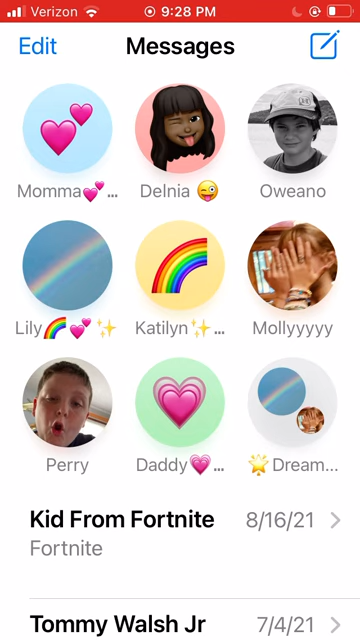 Verizon 9:28 PM
Edit Messages
Momma💕... Delnia 😜 Oweano
Lily🌈💕✨ Katilyn✨... Mollyyyyy
Perry Daddy💗... 🌟Dream...
Kid From Fortnite 8/16/21
Fortnite
Tommy Walsh Jr 7/4/21